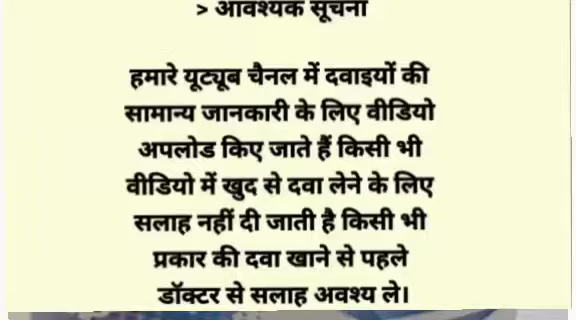 > आवश्यक सूचना
हमारे यूट्यूब चैनल में दवाइयों की
सामान्य जानकारी के लिए वीडियो
अपलोड किए जाते हैं किसी भी
वीडियो में खुद से दवा लेने के लिए
सलाह नहीं दी जाती है किसी भी
प्रकार की दवा खाने से पहले
डॉक्टर से सलाह अवश्य ले।